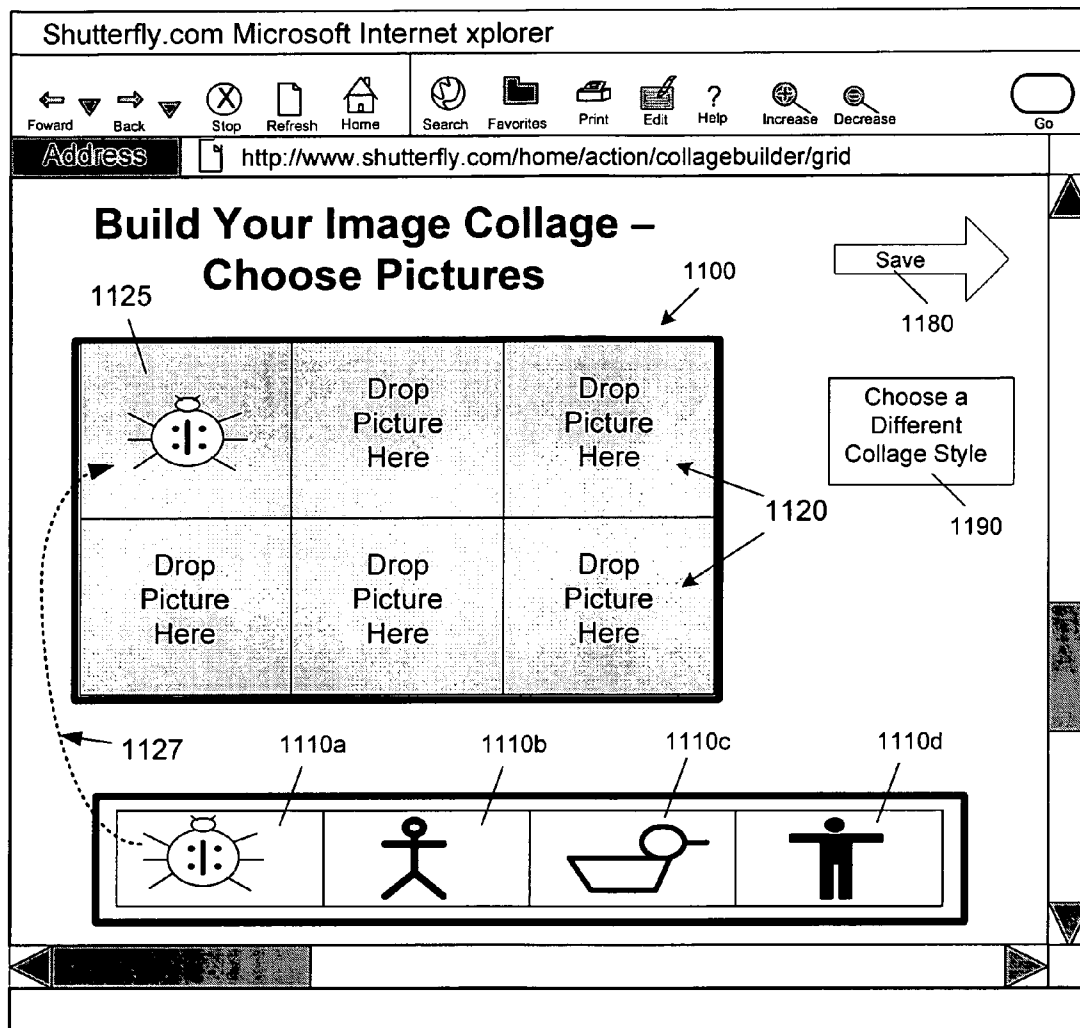 Shutterfly.com Microsoft Internet xplorer
Foward Back Stop Refresh Home Search Favorites Print Edit ? Help Increase Decrease Go
Address http://www.shutterfly.com/home/action/collagebuilder/grid
Build Your Image Collage –
Choose Pictures
1100
Save
1180
1125
Drop
Picture
Here
Drop
Picture
Here
Choose a
Different
Collage Style
1190
1120
Drop
Picture
Here
Drop
Picture
Here
Drop
Picture
Here
1127
1110a
1110b
1110c
1110d